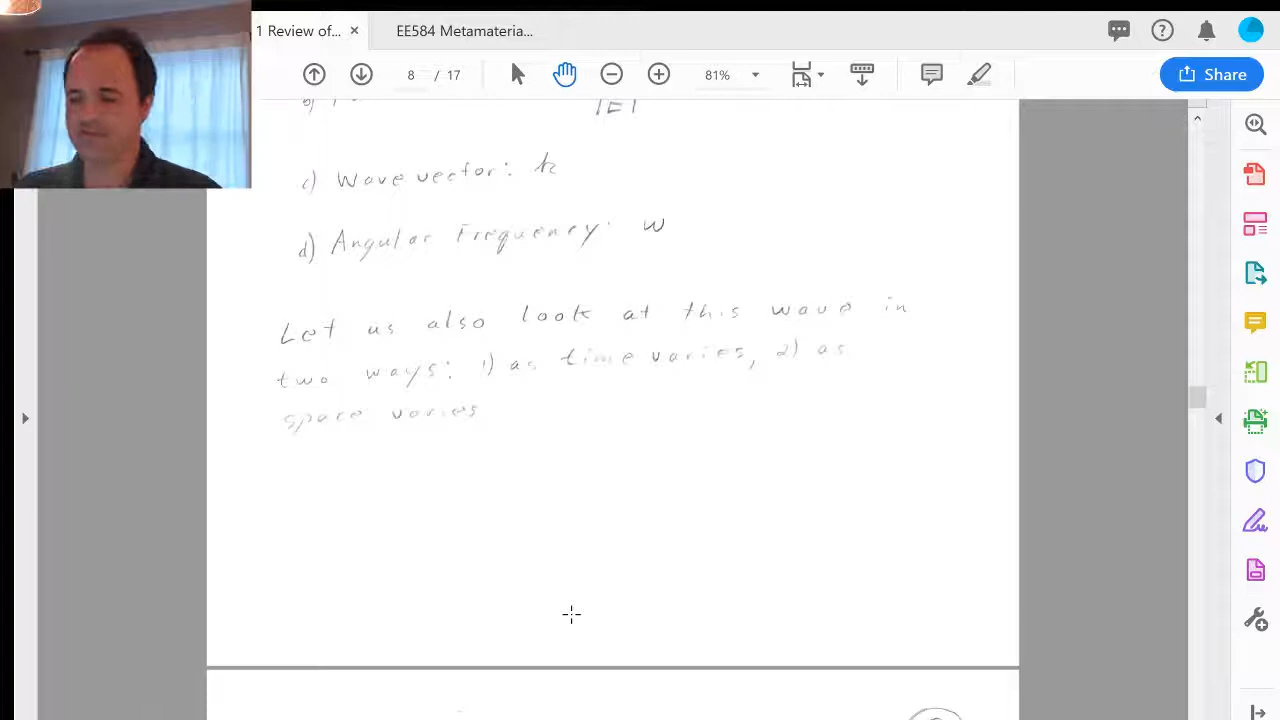 1 Review of...
EE584 Metamateria...
8 / 17
81%
Share
|E|
c) Wave vector: k
d) Angular Frequency: ω
Let us also look at this wave in
two ways: 1) as time varies, 2) as
space varies